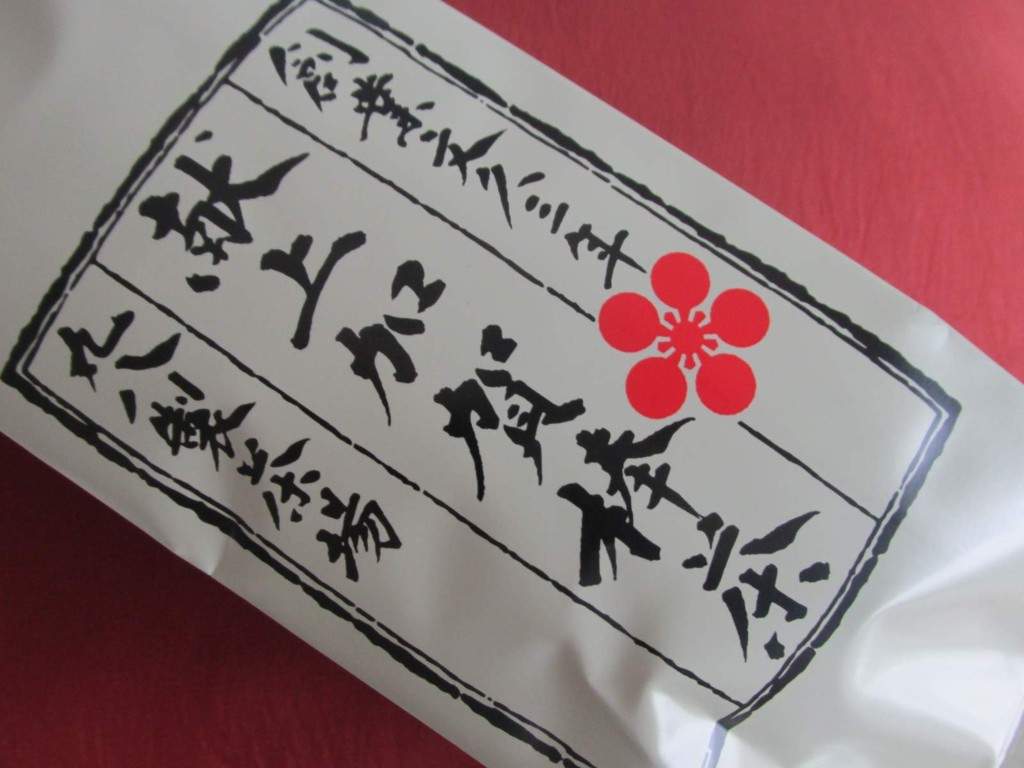 創業文久三年
献上加賀棒茶
丸八製茶場